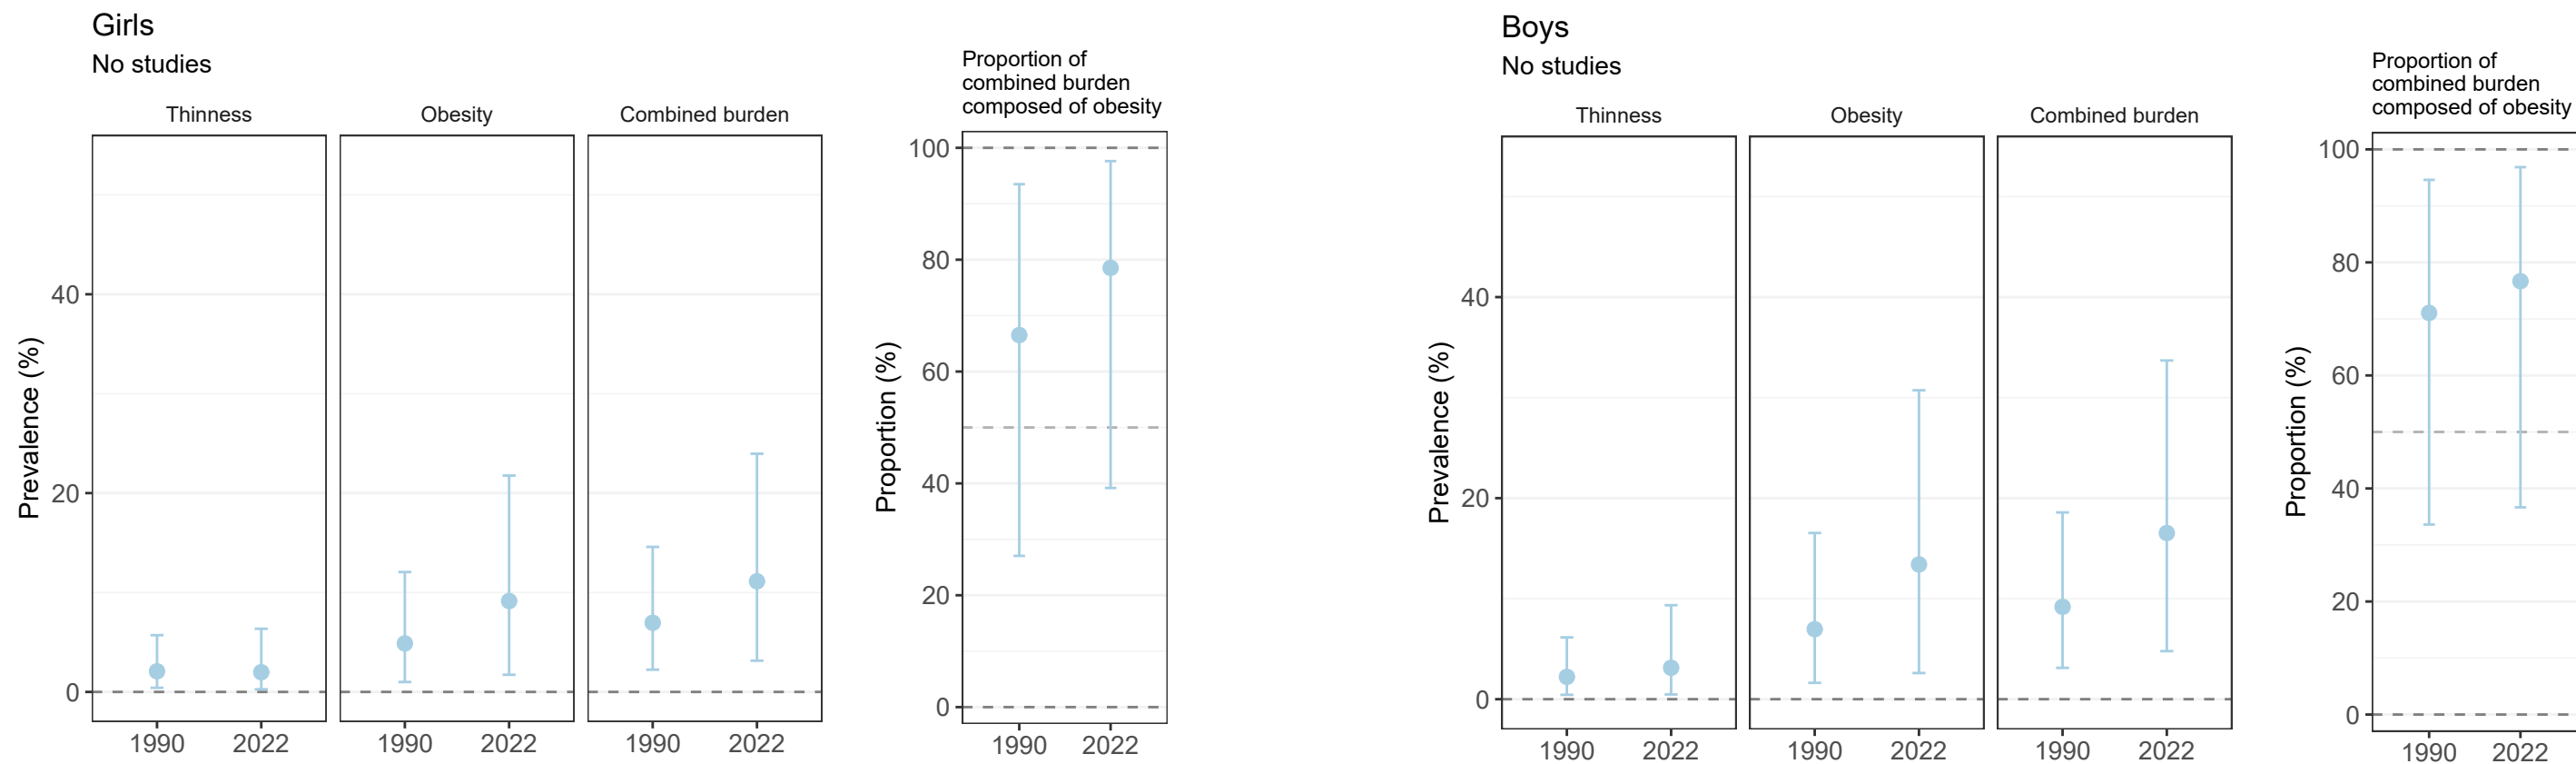 Girls
No studies
Thinness
Obesity
Combined burden
Prevalence (%)
40
20
0
1990
2022
1990
2022
1990
2022
Proportion of
combined burden
composed of obesity
Proportion (%)
100
80
60
40
20
0
1990
2022
Boys
No studies
Thinness
Obesity
Combined burden
Prevalence (%)
40
20
0
1990
2022
1990
2022
1990
2022
Proportion of
combined burden
composed of obesity
Proportion (%)
100
80
60
40
20
0
1990
2022